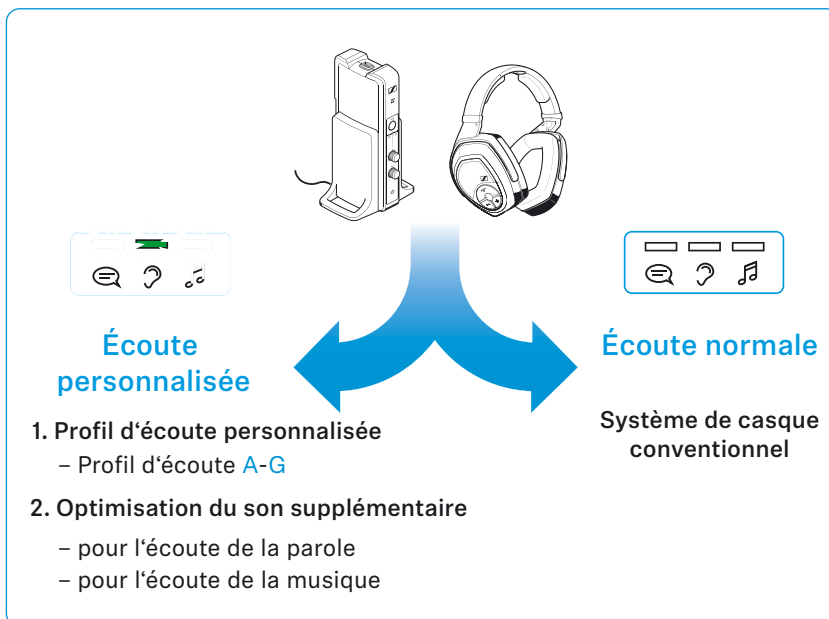 Écoute
personnalisée
1. Profil d‘écoute personnalisée
– Profil d‘écoute A-G
2. Optimisation du son supplémentaire
– pour l‘écoute de la parole
– pour l‘écoute de la musique
Écoute normale
Système de casque
conventionnel